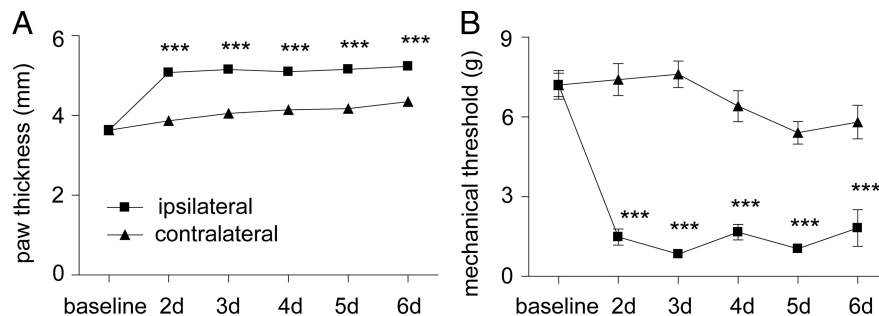 A
paw thickness (mm)
6
4
2
0
*** *** *** *** ***
ipsilateral
contralateral
baseline 2d 3d 4d 5d 6d
B
mechanical threshold (g)
9
6
3
0
*** *** *** *** ***
baseline 2d 3d 4d 5d 6d